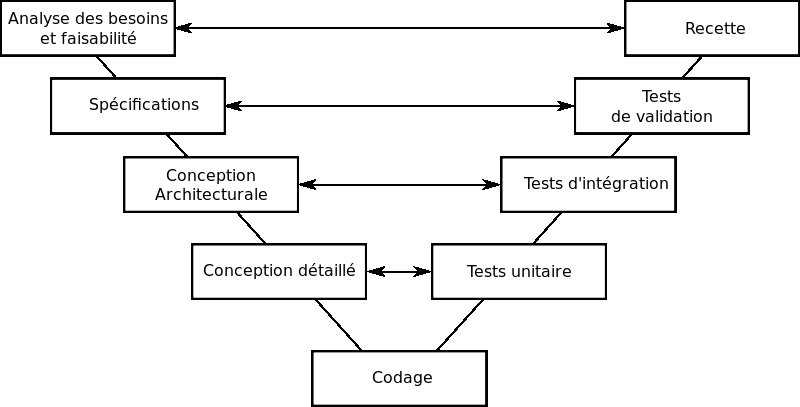 Analyse des besoins
et faisabilité
Recette
Spécifications
Tests
de validation
Conception
Architecturale
Tests d'intégration
Conception détaillé
Tests unitaire
Codage